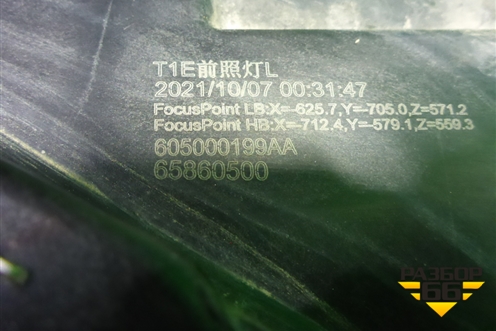 T1E前照灯L
2021/10/07 00:31:47
FocusPoint LB:X=-625.7,Y=-705.0,Z=571.2
FocusPoint HB:X=-712.4,Y=-579.1,Z=559.3
605000199AA
65860500
РАЗБОР
66